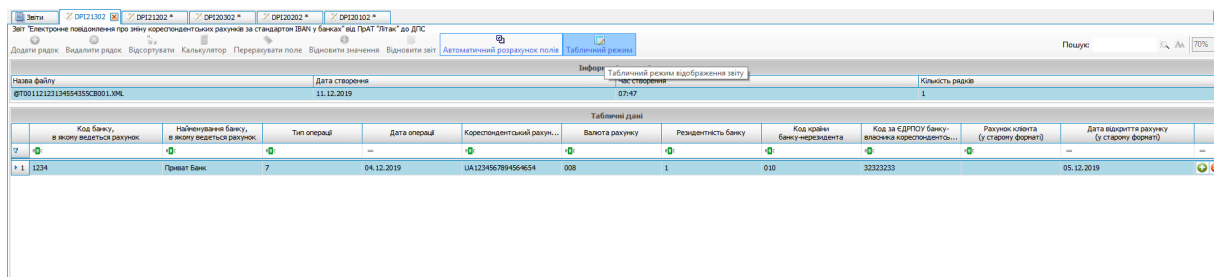 Звіти DPI21302 DPI21202 * DPI20302 * DPI20202 * DPI20102 *
Звіт "Електронне повідомлення про зміну кореспондентських рахунків за стандартом IBAN у банках" від ПрАТ "Літак" до ДПС
Додати рядок Видалити рядок Відсортувати Калькулятор Перерахувати поле Відновити значення Відновити звіт Автоматичний розрахунок полів Табличний режим Пошук: 70%
Табличний режим відображення звіту
Назва файлу Дата створення Час створення Кількість рядків
@T00112123134554355CB001.XML 11.12.2019 07:47 1
Табличні дані
Код банку, Найменування банку, Тип операції Дата операції Кореспондентський рахун... Валюта рахунку Резидентність банку Код країни Код за ЄДРПОУ банку- Рахунок клієнта Дата відкриття рахунку
в якому ведеться рахунок в якому ведеться рахунок банку-нерезидента власника кореспондентсь... (у старому форматі) (у старому форматі)
1 1234 Приват Банк 7 04.12.2019 UA1234567894564654 008 1 010 32323233 05.12.2019